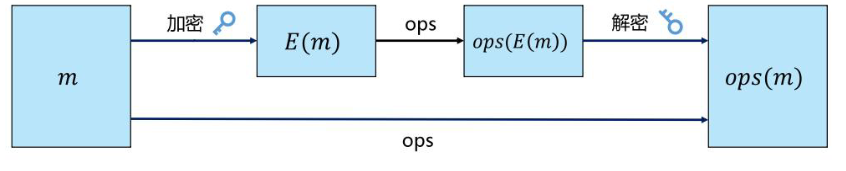 加密
ops
解密
m
E(m)
ops(E(m))
ops(m)
ops